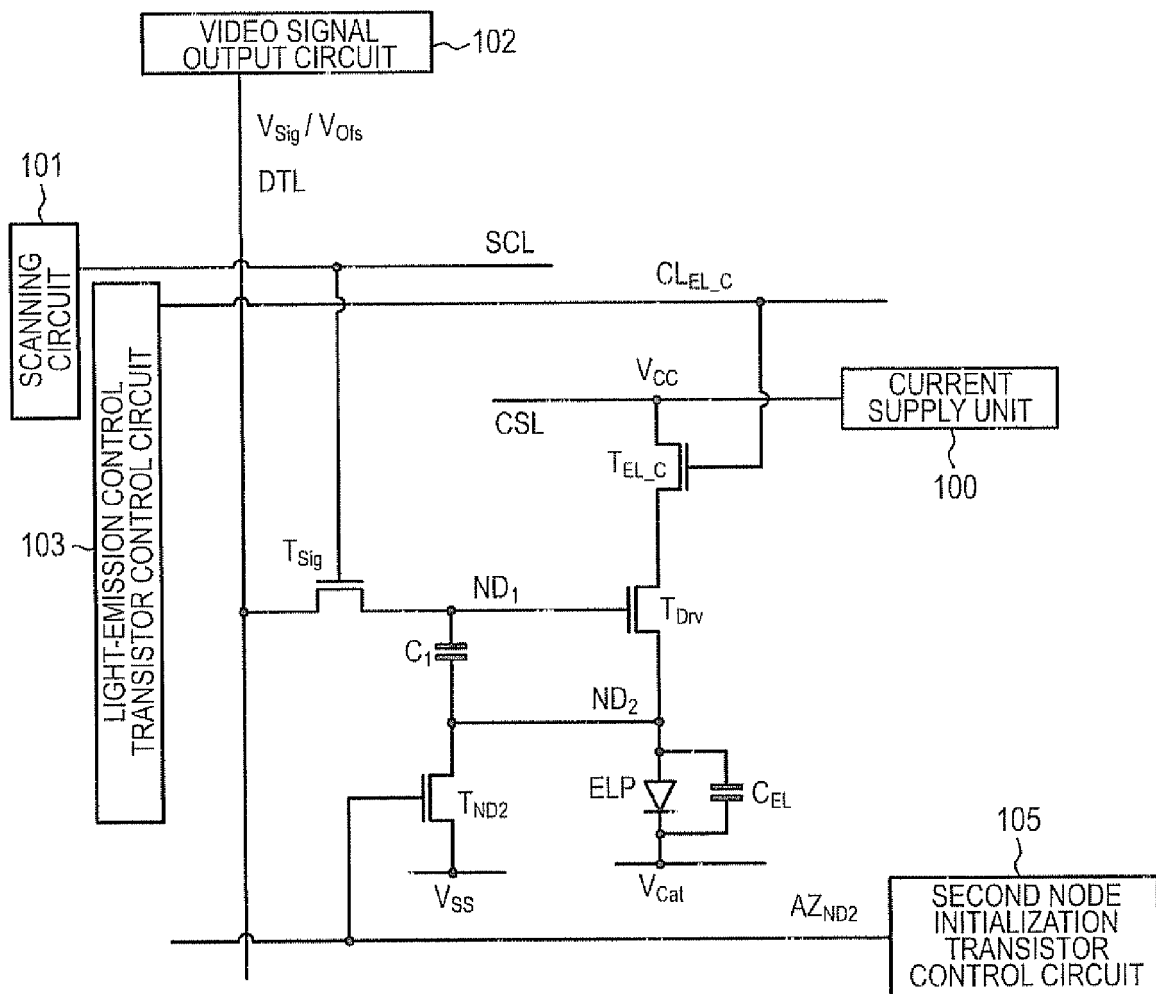 VIDEO SIGNAL
OUTPUT CIRCUIT
102
V_Sig / V_Ofs
DTL
101
SCANNING
CIRCUIT
SCL
CL_EL_C
LIGHT-EMISSION CONTROL
TRANSISTOR CONTROL CIRCUIT
103
V_CC
CSL
CURRENT
SUPPLY UNIT
100
T_EL_C
T_Sig
ND_1
T_Drv
C_1
ND_2
T_ND2
ELP
C_EL
V_SS
V_Cat
AZ_ND2
105
SECOND NODE
INITIALIZATION
TRANSISTOR
CONTROL CIRCUIT